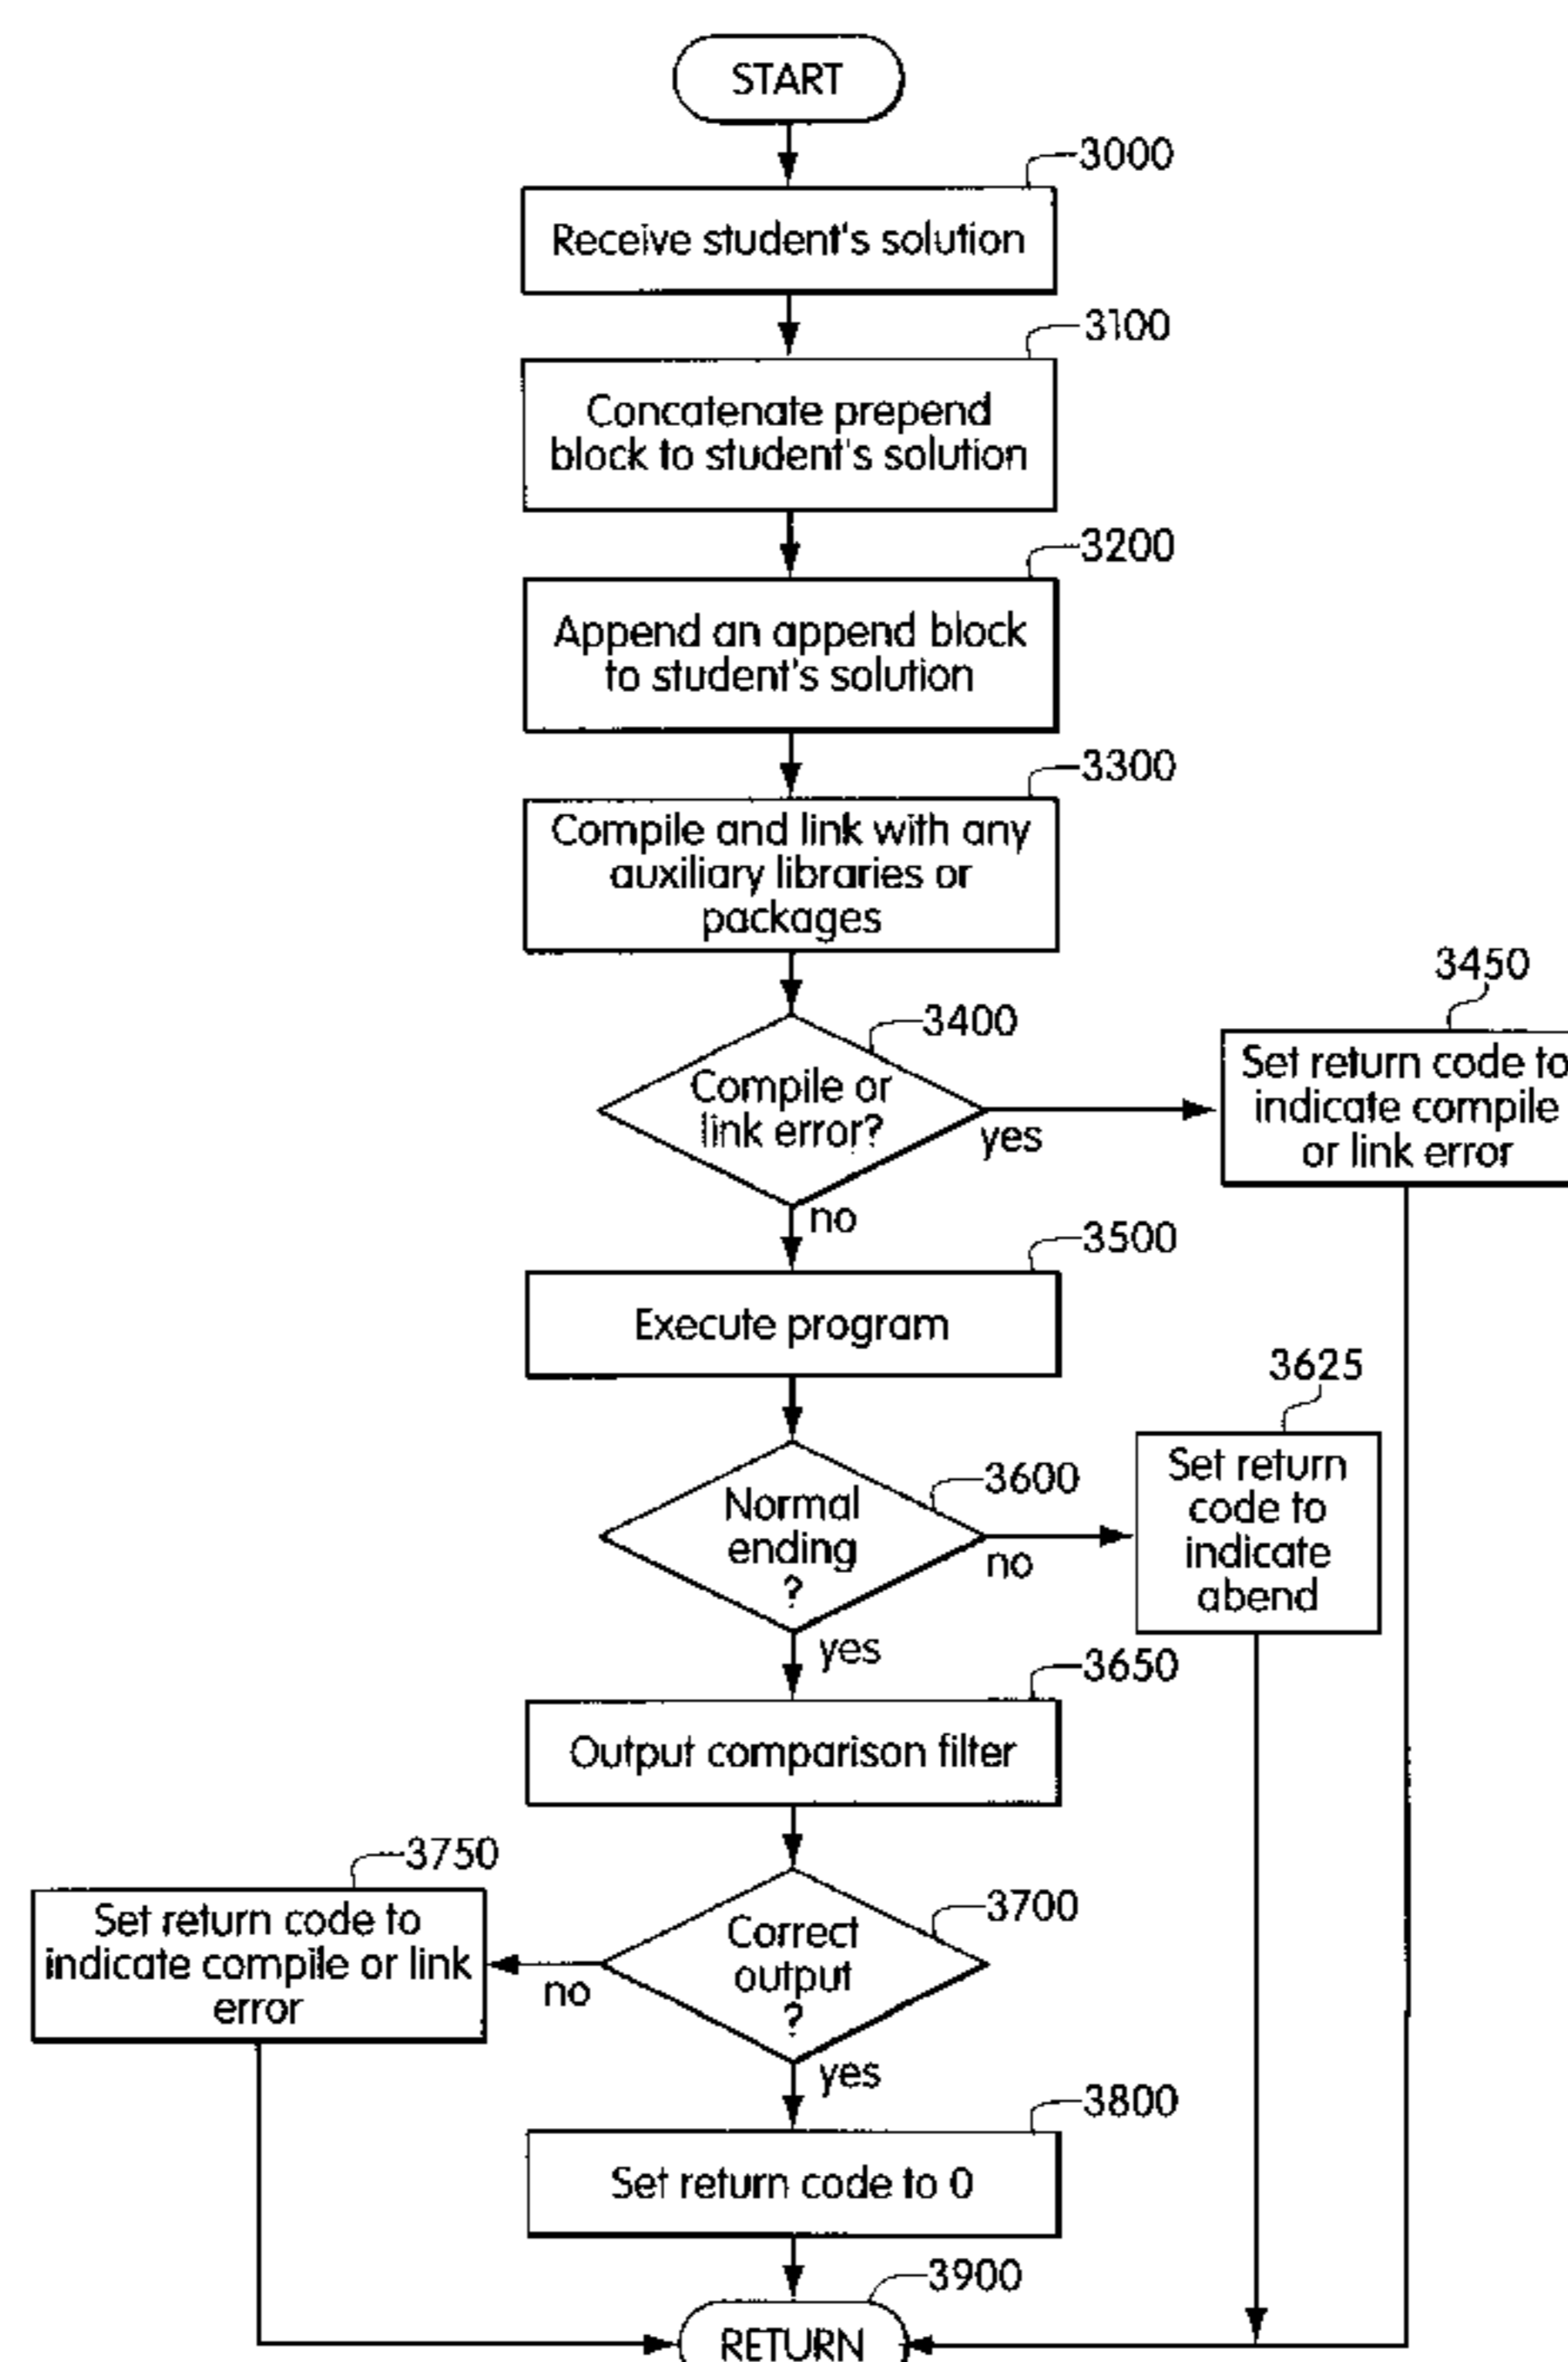 START
3000
Receive student's solution
3100
Concatenate prepend
block to student's solution
3200
Append an append block
to student's solution
3300
Compile and link with any
auxiliary libraries or
packages
3400
Compile or
link error?
yes
no
3450
Set return code to
indicate compile
or link error
3500
Execute program
3600
Normal
ending
?
no
yes
3625
Set return
code to
indicate
abend
3650
Output comparison filter
3700
Correct
output
?
no
yes
3750
Set return code to
indicate compile or link
error
3800
Set return code to 0
3900
RETURN